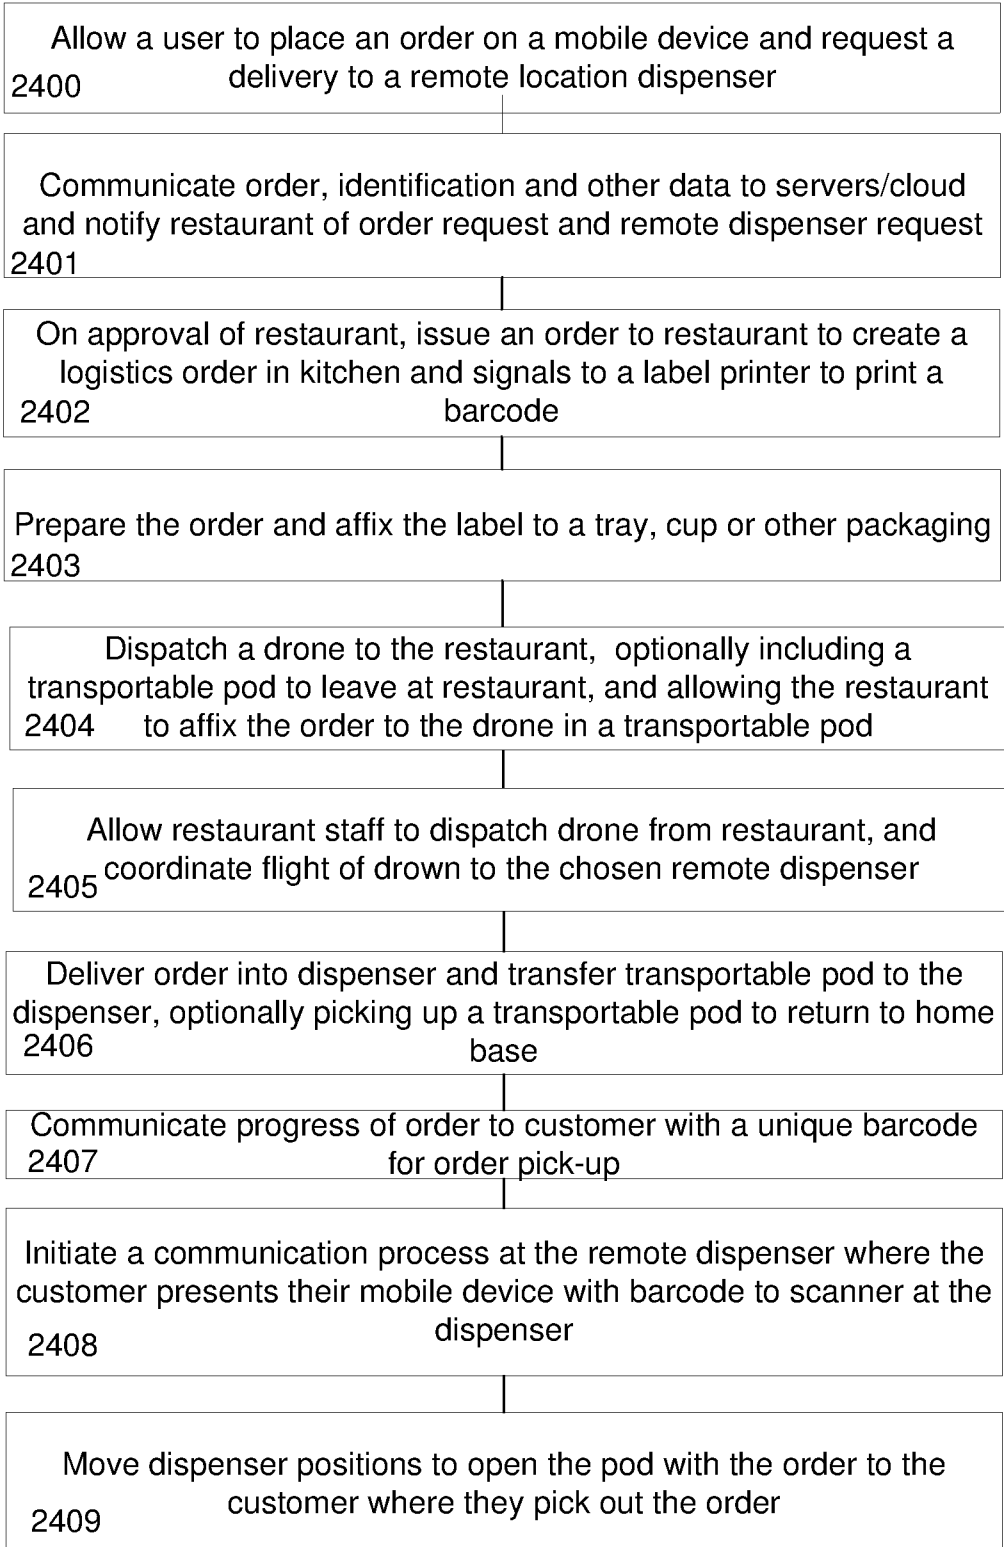 Allow a user to place an order on a mobile device and request a
2400 delivery to a remote location dispenser
Communicate order, identification and other data to servers/cloud
and notify restaurant of order request and remote dispenser request
2401
On approval of restaurant, issue an order to restaurant to create a
logistics order in kitchen and signals to a label printer to print a
2402 barcode
Prepare the order and affix the label to a tray, cup or other packaging
2403
Dispatch a drone to the restaurant, optionally including a
transportable pod to leave at restaurant, and allowing the restaurant
2404 to affix the order to the drone in a transportable pod
Allow restaurant staff to dispatch drone from restaurant, and
2405 coordinate flight of drown to the chosen remote dispenser
Deliver order into dispenser and transfer transportable pod to the
dispenser, optionally picking up a transportable pod to return to home
2406 base
Communicate progress of order to customer with a unique barcode
2407 for order pick-up
Initiate a communication process at the remote dispenser where the
customer presents their mobile device with barcode to scanner at the
dispenser
2408
Move dispenser positions to open the pod with the order to the
customer where they pick out the order
2409